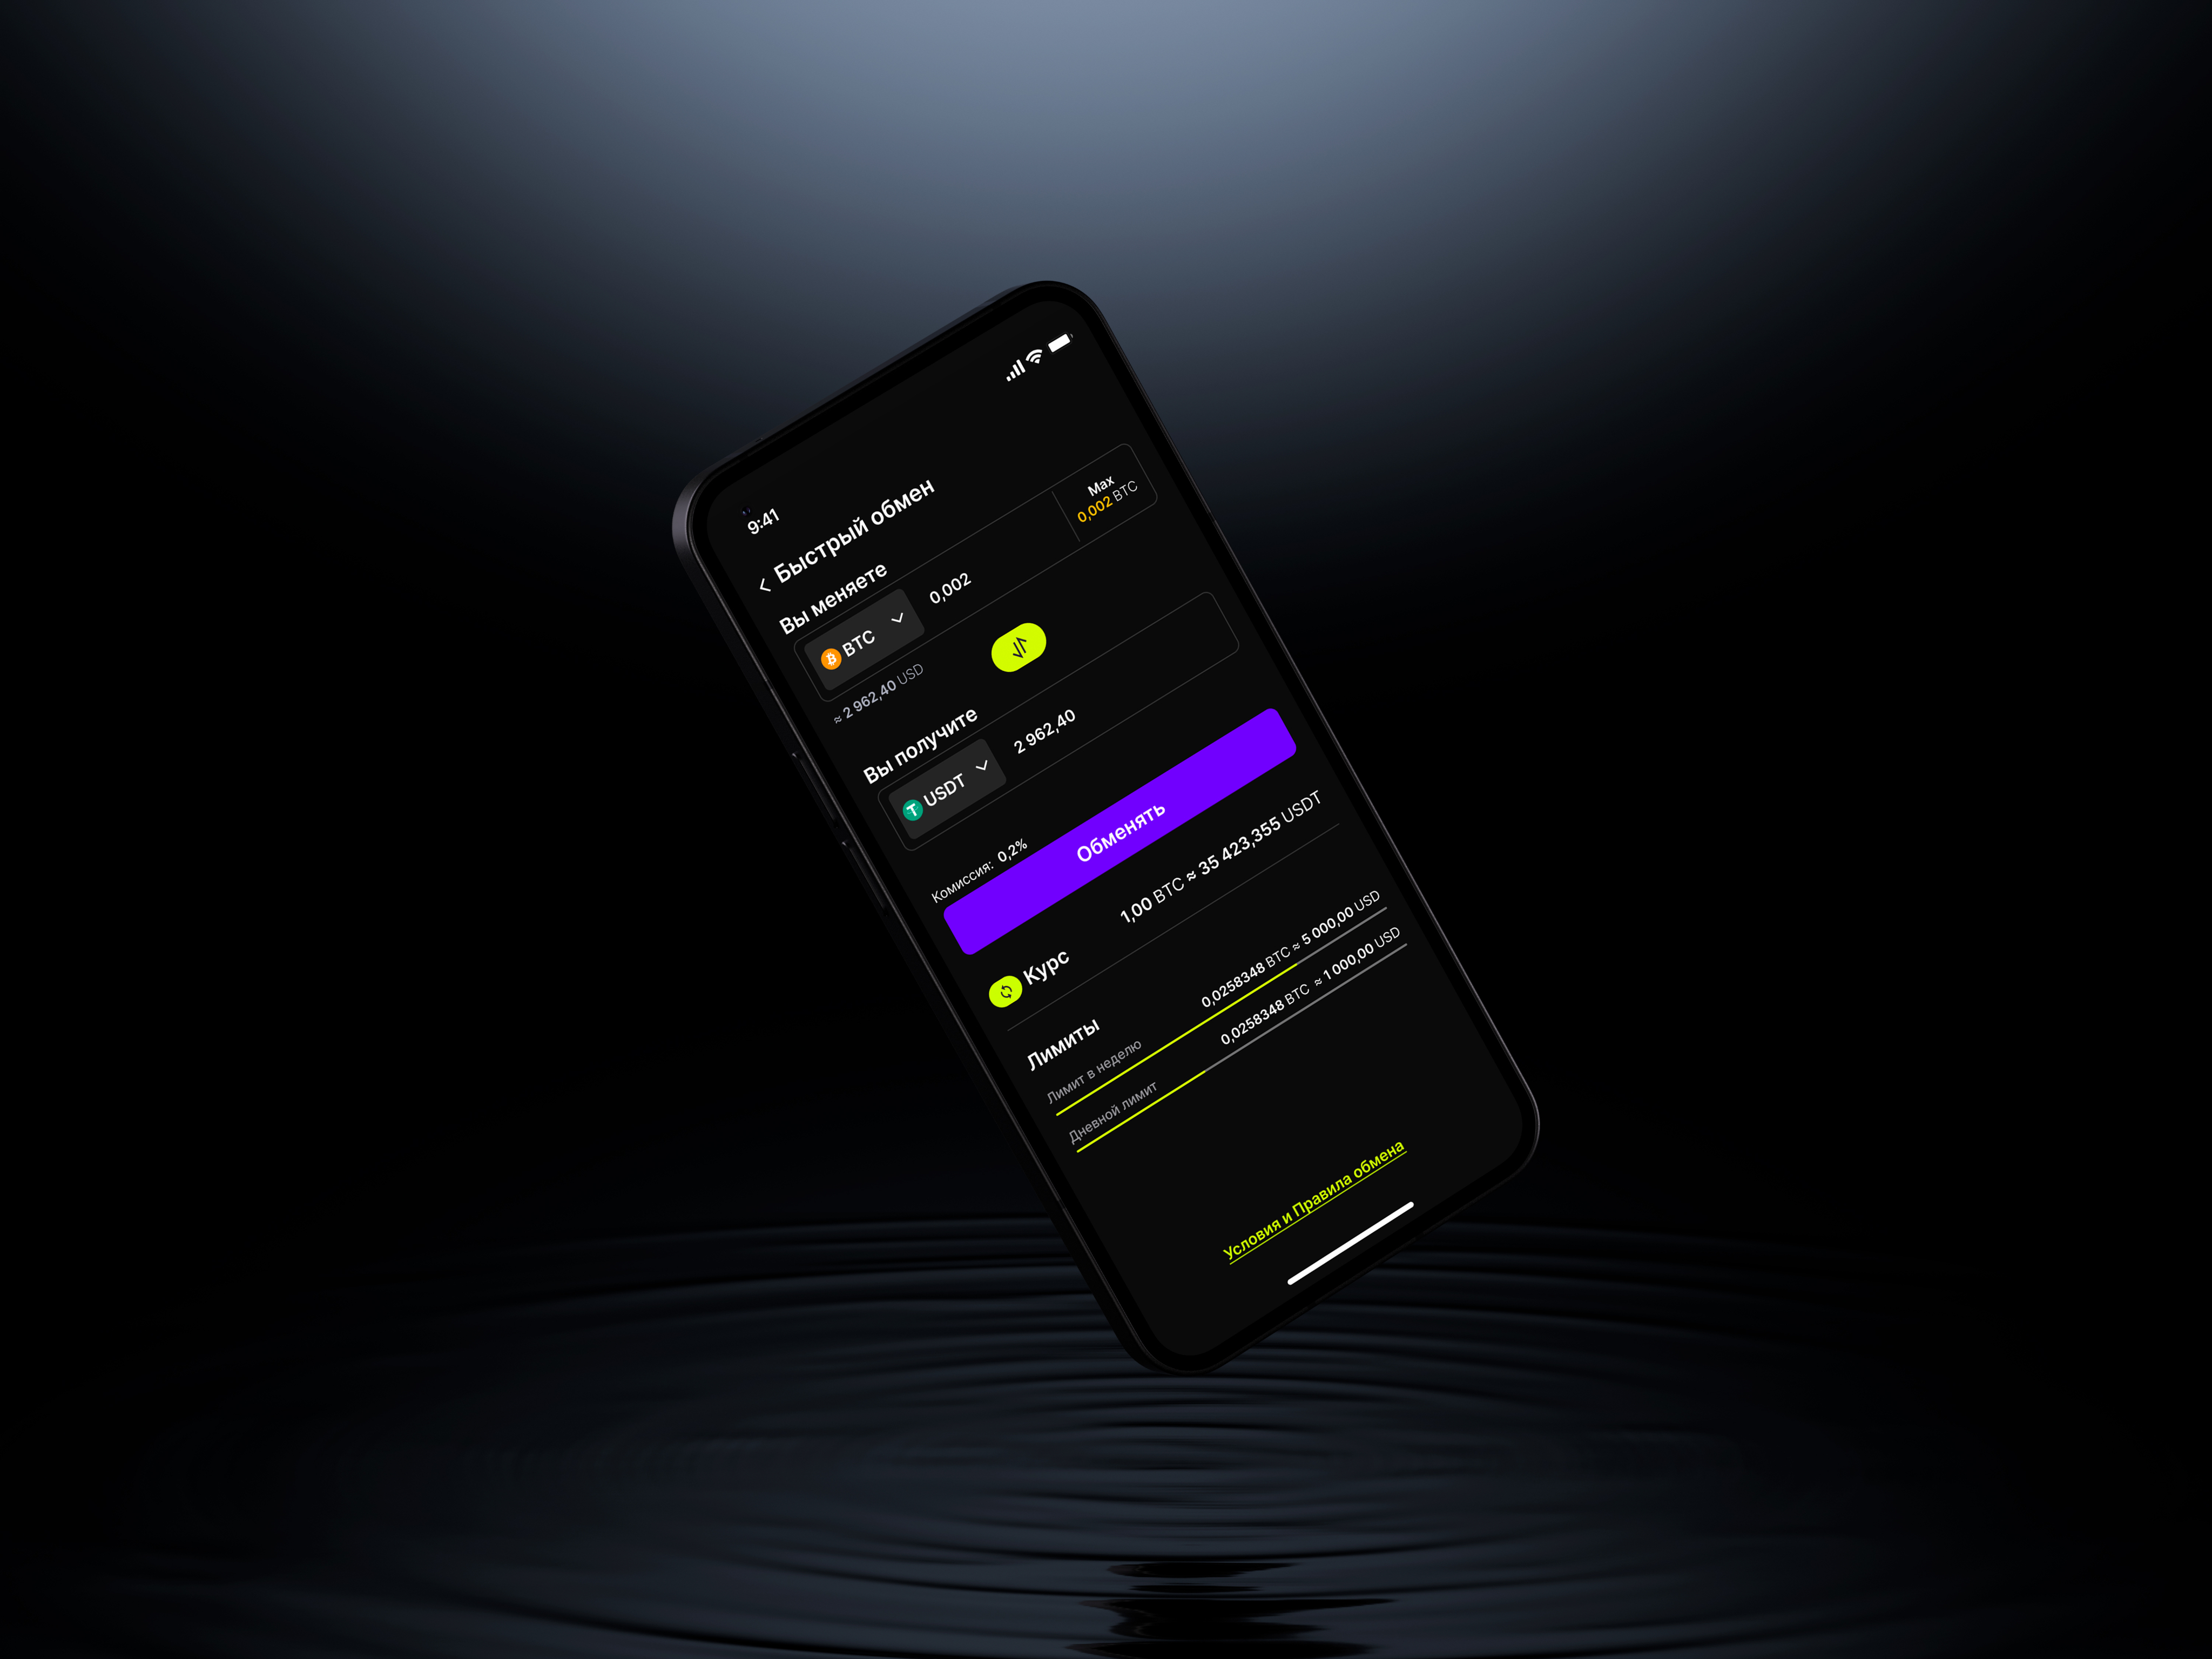 9:41
Быстрый обмен
Вы меняете
BTC 0,002
Max
0,002 BTC
≈ 2 962,40 USD
Вы получите
USDT 2 962,40
Комиссия: 0,2%
Обменять
Курс 1,00 BTC ≈ 35 423,355 USDT
Лимиты
Лимит в неделю 0,0258348 BTC ≈ 5 000,00 USD
Дневной лимит 0,0258348 BTC ≈ 1 000,00 USD
Условия и Правила обмена